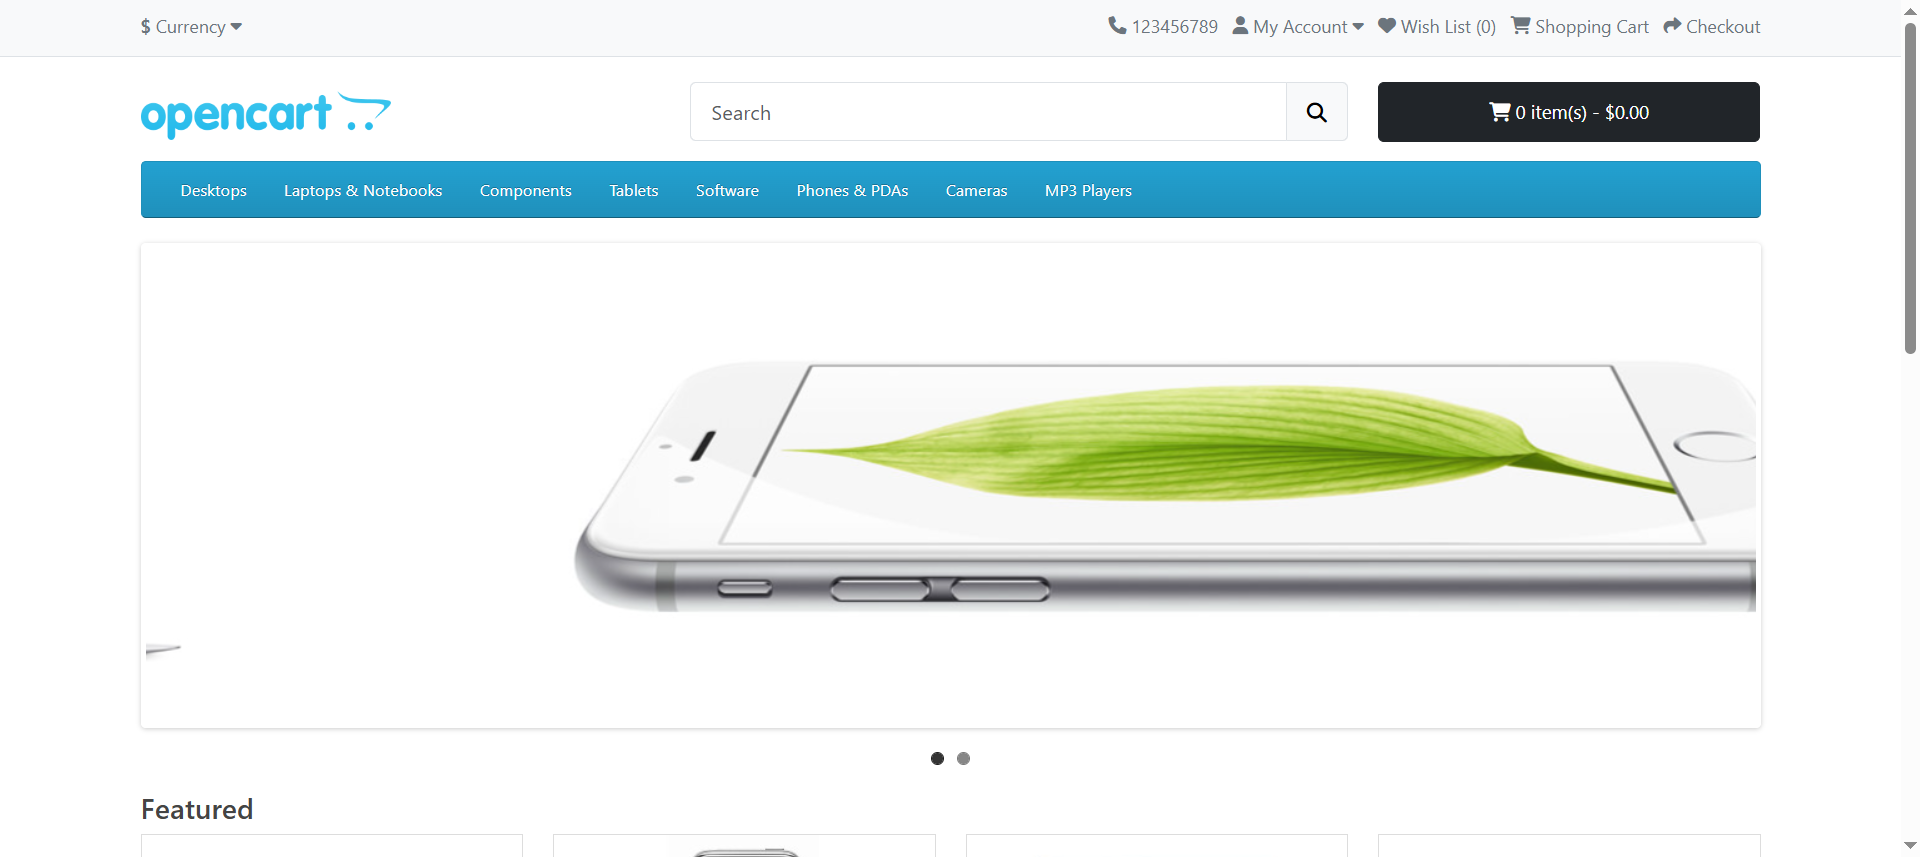 $ Currency
123456789 My Account Wish List (0) Shopping Cart Checkout
opencart
Search
0 item(s) - $0.00
Desktops Laptops & Notebooks Components Tablets Software Phones & PDAs Cameras MP3 Players
Featured